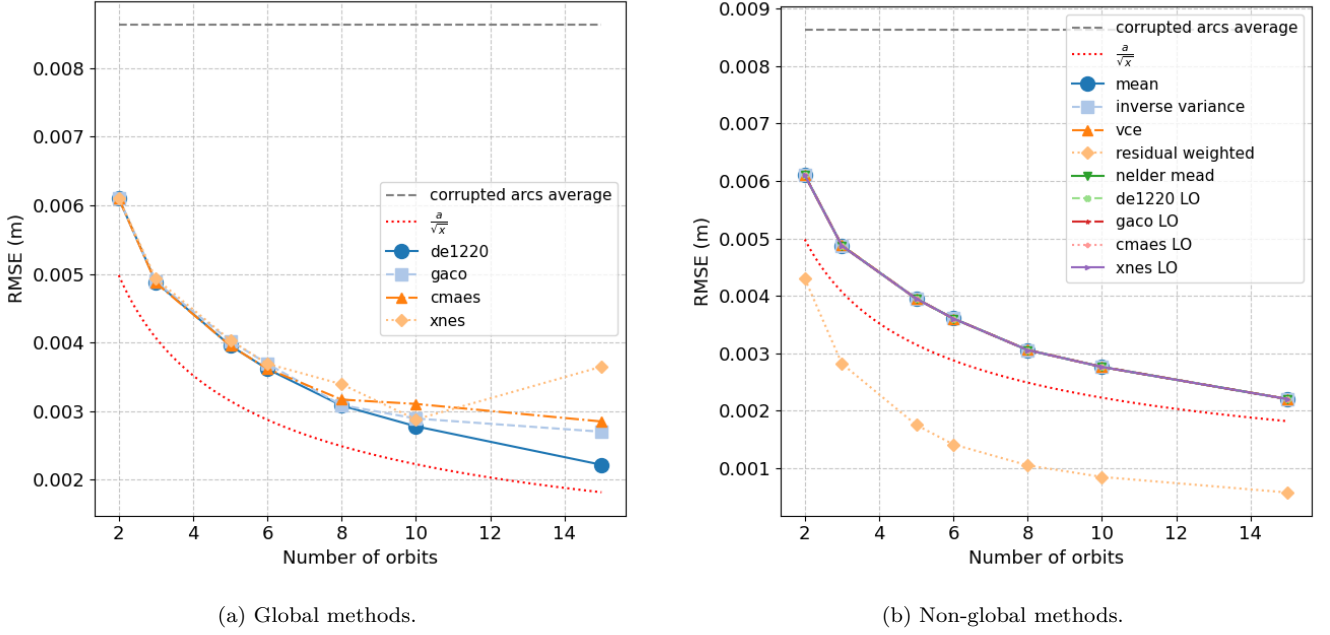 0.008
0.007
0.006
0.005
0.004
0.003
0.002
RMSE (m)
corrupted arcs average
a/√x
de1220
gaco
cmaes
xnes
2 4 6 8 10 12 14
Number of orbits
(a) Global methods.
0.009
0.008
0.007
0.006
0.005
0.004
0.003
0.002
0.001
RMSE (m)
corrupted arcs average
a/√x
mean
inverse variance
vce
residual weighted
nelder mead
de1220 LO
gaco LO
cmaes LO
xnes LO
2 4 6 8 10 12 14
Number of orbits
(b) Non-global methods.